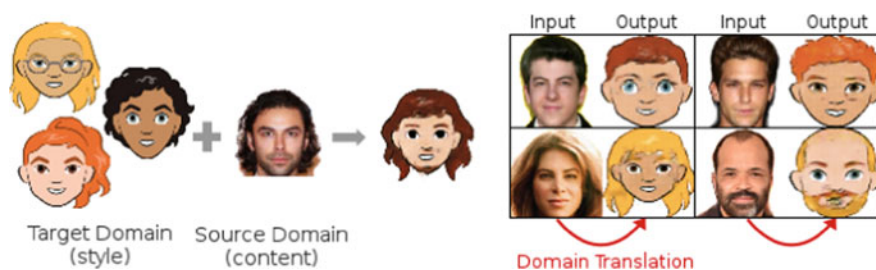 Input Output Input Output
Target Domain
(style)
Source Domain
(content)
Domain Translation